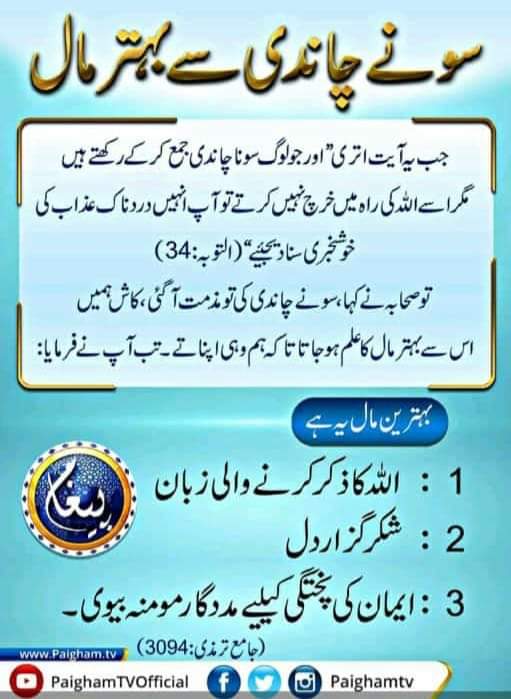 سونے چاندی سے بہتر مال
جب یہ آیت اتری "اور جو لوگ سونا چاندی جمع کر کے رکھتے ہیں
مگر اسے اللہ کی راہ میں خرچ نہیں کرتے تو آپ انہیں دردناک عذاب کی
خوشخبری سنا دیجئیے" (التوبہ:34)
تو صحابہ نے کہا، سونے چاندی کی تو مذمت آ گئی، کاش ہمیں
اس سے بہتر مال کا علم ہو جاتا تا کہ ہم وہی اپناتے۔ تب آپ نے فرمایا:
بہترین مال یہ ہے
1 : اللہ کا ذکر کرنے والی زبان
2 : شکر گزار دل
3 : ایمان کی پختگی کیلیے مددگار مومنہ بیوی۔
(جامع ترمذی:3094)
پیغام
www.Paigham.tv
PaighamTVOfficial Paighamtv